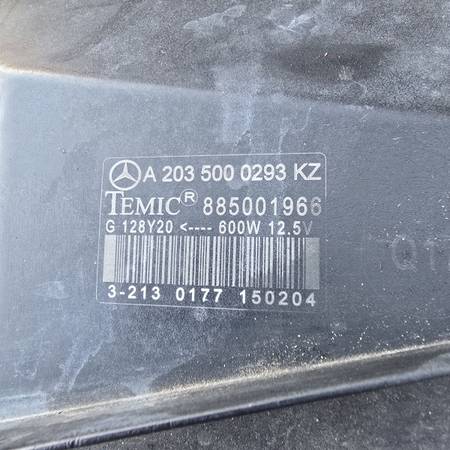 A 203 500 0293 KZ
TEMIC® 885001966
G 128Y20 <---- 600W 12.5V
3-213 0177 150204